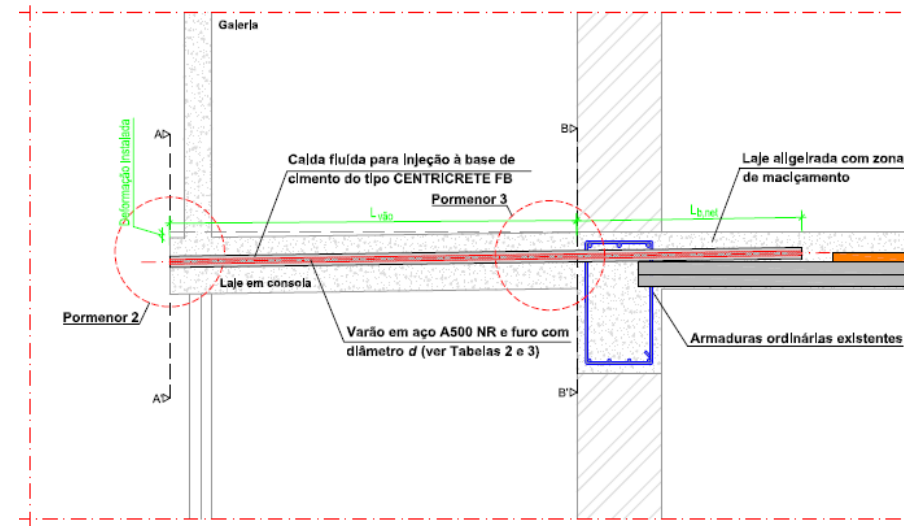 Galeria
A
B
Deformação instalada
Calda fluída para injeção à base de
cimento do tipo CENTRICRETE FB
Pormenor 3
Laje aligeirada com zona
de maciçamento
Lvão
Lb,net
Laje em consola
Pormenor 2
Varão em aço A500 NR e furo com
diâmetro d (ver Tabelas 2 e 3)
Armaduras ordinárias existentes
A'
B'